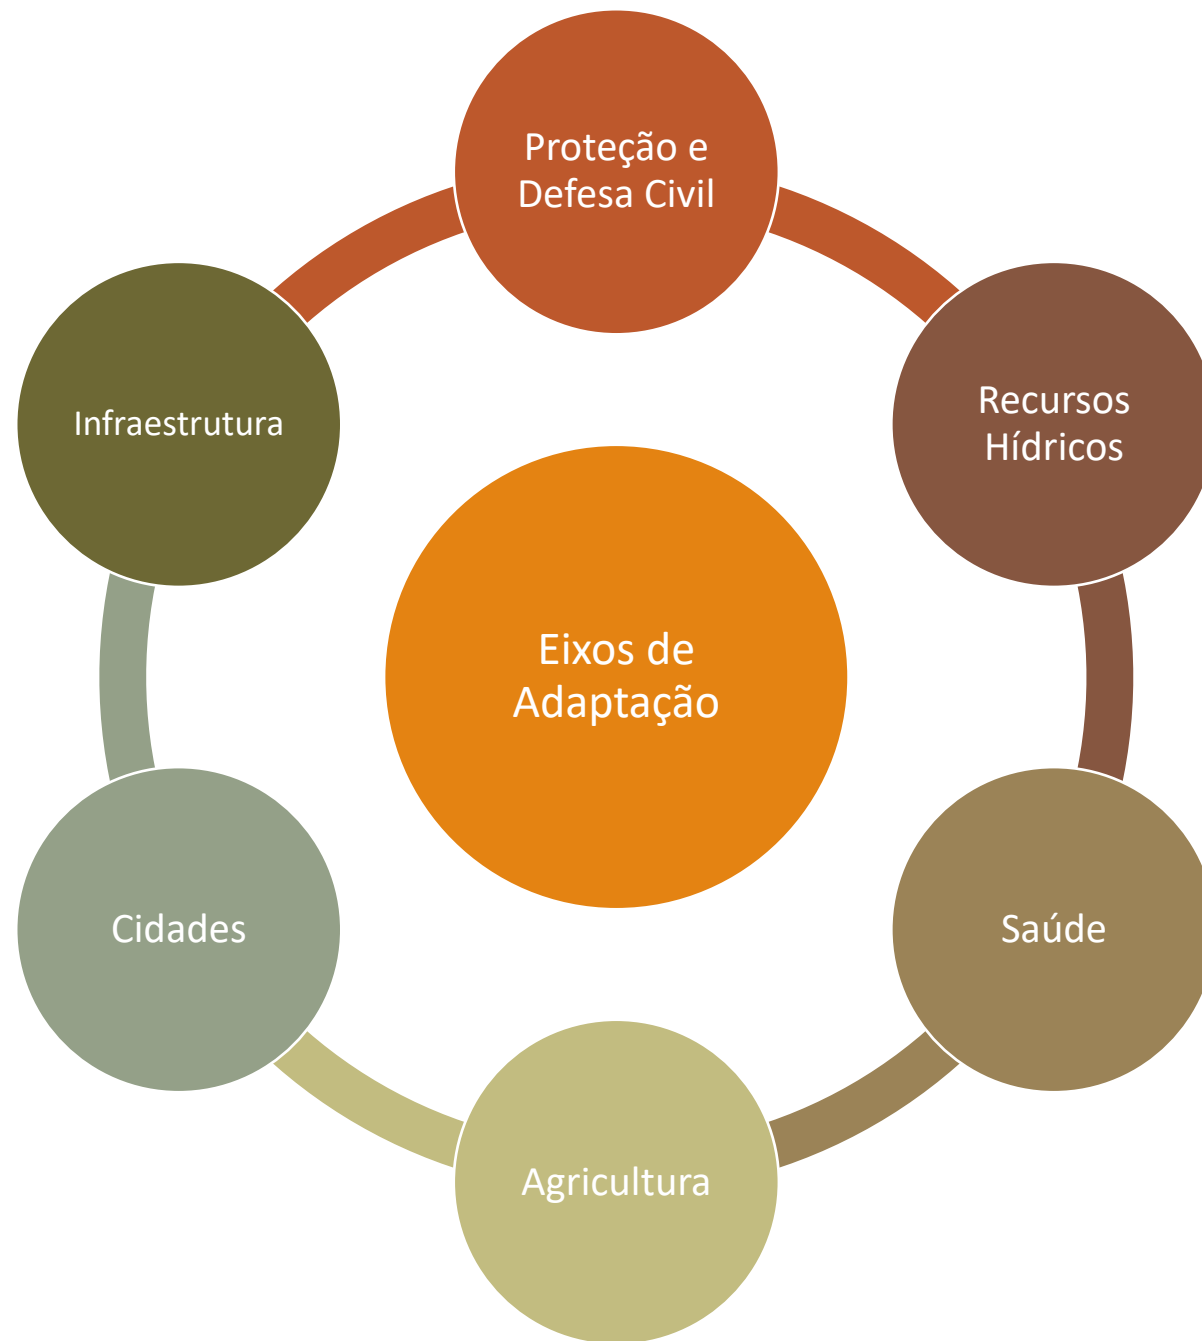 Proteção e
Defesa Civil
Recursos
Hídricos
Saúde
Agricultura
Cidades
Infraestrutura
Eixos de
Adaptação